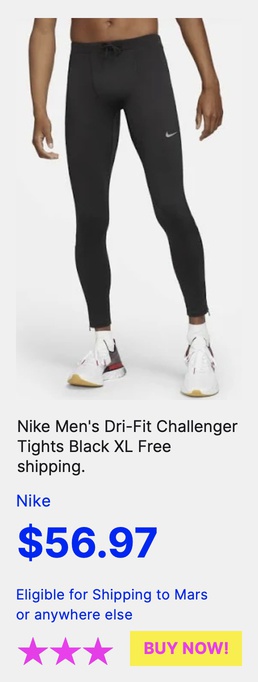 Nike Men's Dri-Fit Challenger
Tights Black XL Free
shipping.
Nike
$56.97
Eligible for Shipping to Mars
or anywhere else
BUY NOW!